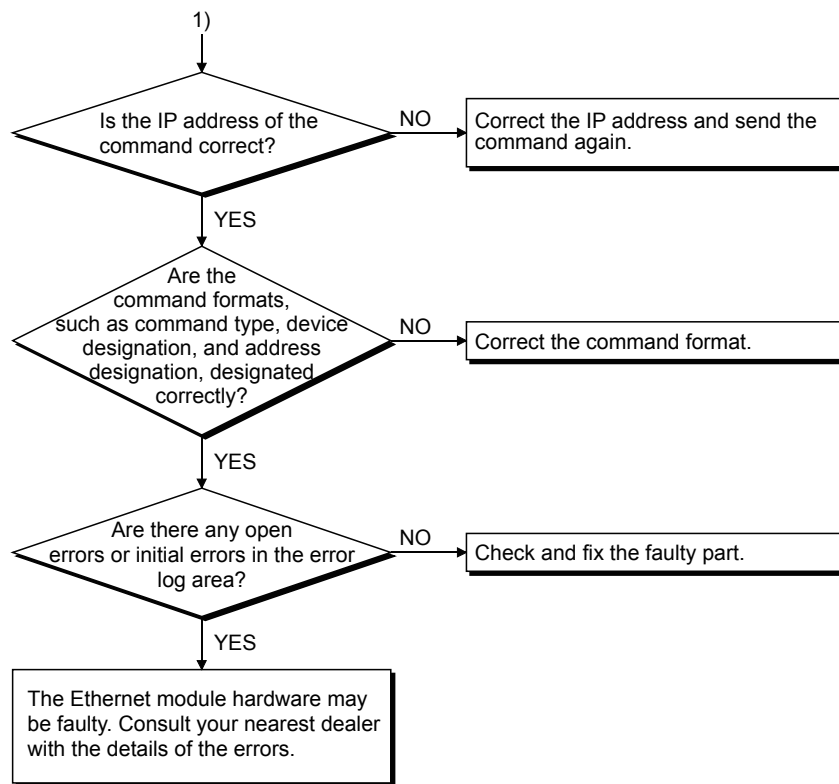 1)
Is the IP address of the
command correct?
NO
Correct the IP address and send the
command again.
YES
Are the
command formats,
such as command type, device
designation, and address
designation, designated
correctly?
NO
Correct the command format.
YES
Are there any open
errors or initial errors in the error
log area?
NO
Check and fix the faulty part.
YES
The Ethernet module hardware may
be faulty. Consult your nearest dealer
with the details of the errors.